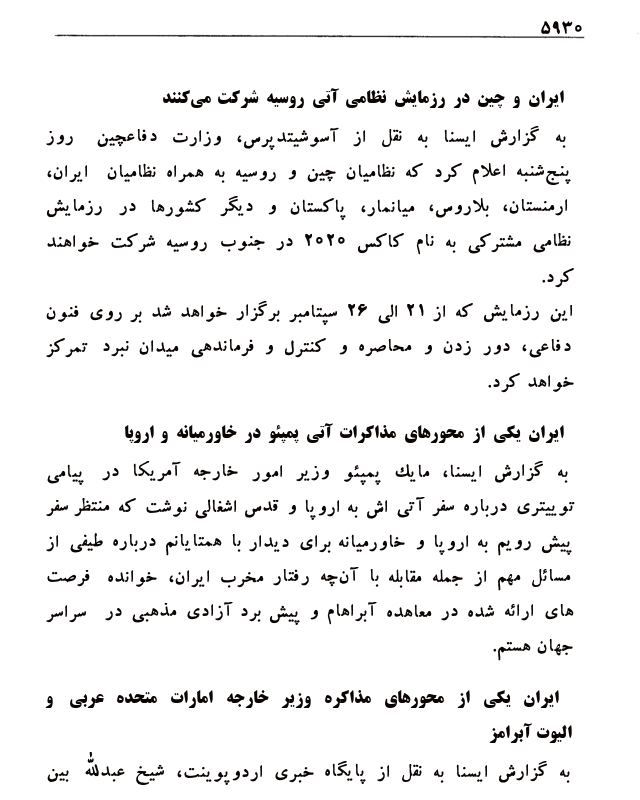 ۵۹۳۰
ایران و چین در رزمایش نظامی آتی روسیه شرکت می‌کنند
به گزارش ایسنا به نقل از آسوشیتدپرس، وزارت دفاعچین روز
پنج‌شنبه اعلام کرد که نظامیان چین و روسیه به همراه نظامیان ایران،
ارمنستان، بلاروس، میانمار، پاکستان و دیگر کشورها در رزمایش
نظامی مشترکی به نام کاکس ۲۰۲۰ در جنوب روسیه شرکت خواهند
کرد.
این رزمایش که از ۲۱ الی ۲۶ سپتامبر برگزار خواهد شد بر روی فنون
دفاعی، دور زدن و محاصره و کنترل و فرماندهی میدان نبرد تمرکز
خواهد کرد.
ایران یکی از محورهای مذاکرات آتی پمپئو در خاورمیانه و اروپا
به گزارش ایسنا، مایك پمپئو وزیر امور خارجه آمریکا در پیامی
توییتری درباره سفر آتی اش به اروپا و قدس اشغالی نوشت که منتظر سفر
پیش رویم به اروپا و خاورمیانه برای دیدار با همتایانم درباره طیفی از
مسائل مهم از جمله مقابله با آن‌چه رفتار مخرب ایران، خوانده فرصت
های ارائه شده در معاهده آبراهام و پیش برد آزادی مذهبی در سراسر
جهان هستم.
ایران یکی از محورهای مذاکره وزیر خارجه امارات متحده عربی و
الیوت آبرامز
به گزارش ایسنا به نقل از پایگاه خبری اردوپوینت، شیخ عبدالله بین